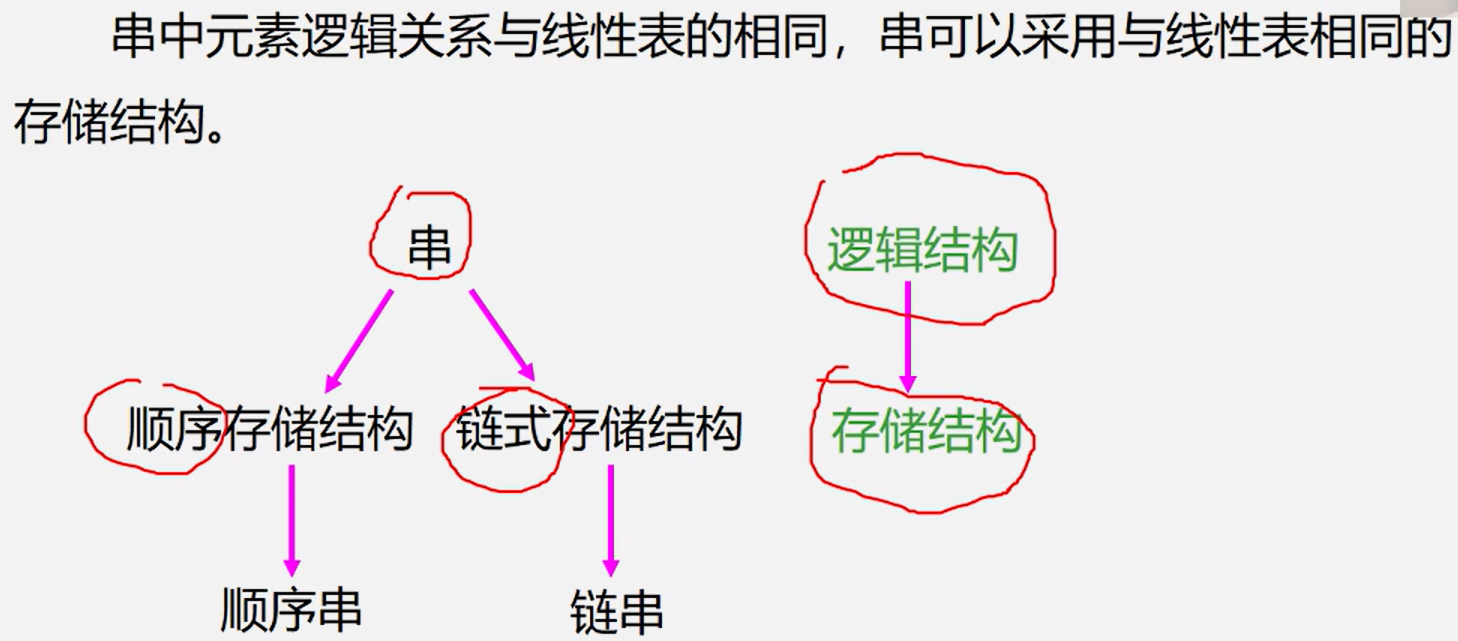 串中元素逻辑关系与线性表的相同，串可以采用与线性表相同的
存储结构。
串 逻辑结构
顺序存储结构 链式存储结构 存储结构
顺序串 链串